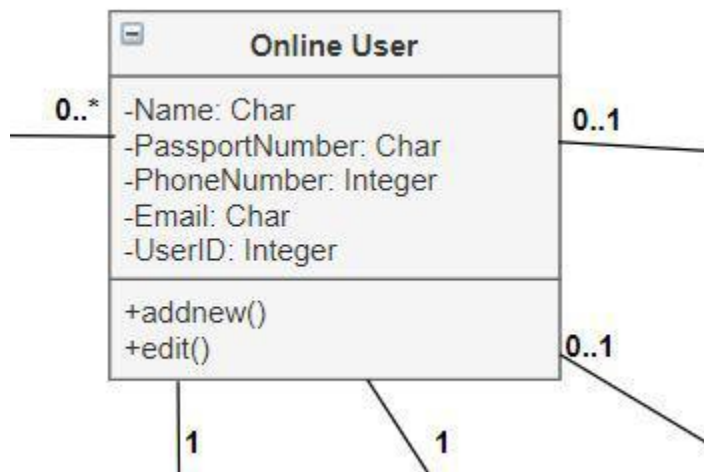 Online User
0..*
-Name: Char
-PassportNumber: Char
-PhoneNumber: Integer
-Email: Char
-UserID: Integer
0..1
+addnew()
+edit()
0..1
1
1